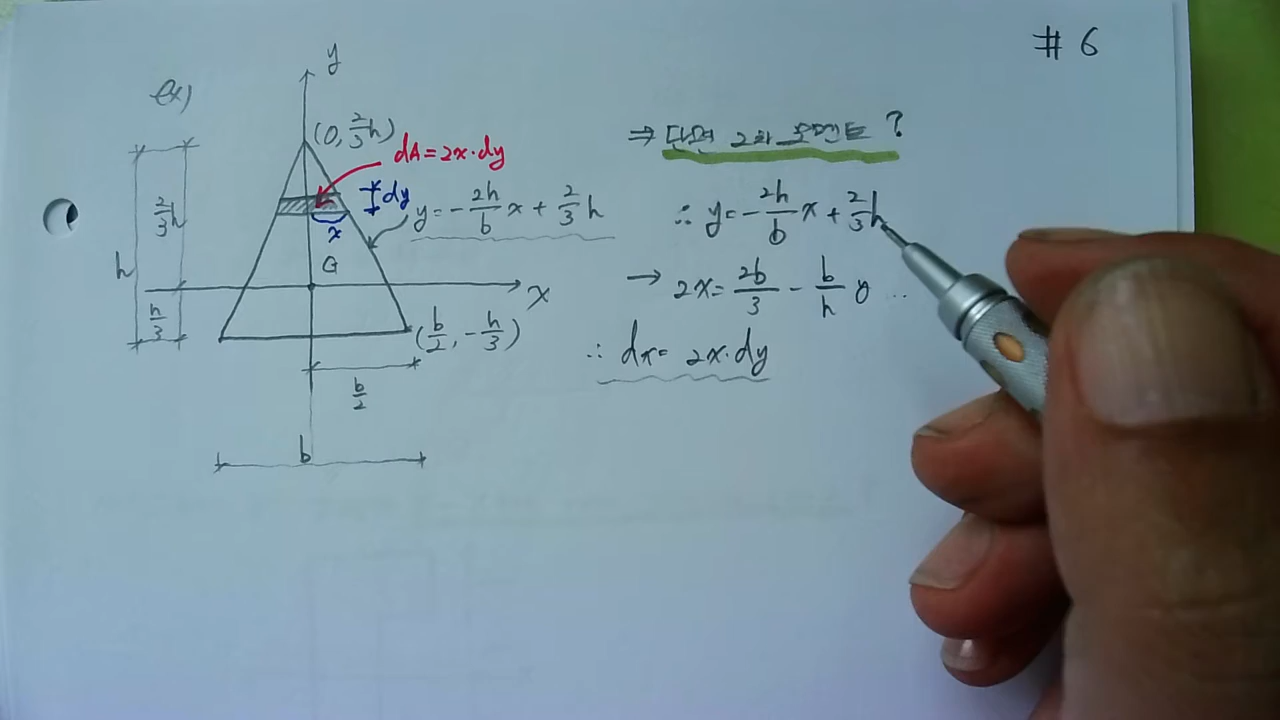 # 6
ex)
y
(0, 2/3 h)
dA = 2x·dy
dy
y = -2h/b x + 2/3 h
x
G
x
2/3 h
h
h/3
(b/2, -h/3)
b/2
b
⇒ 단면 2차 모멘트 ?
∴ y = -2h/b x + 2/3 h
→ 2x = 2b/3 - b/h y ...
∴ dx = 2x·dy